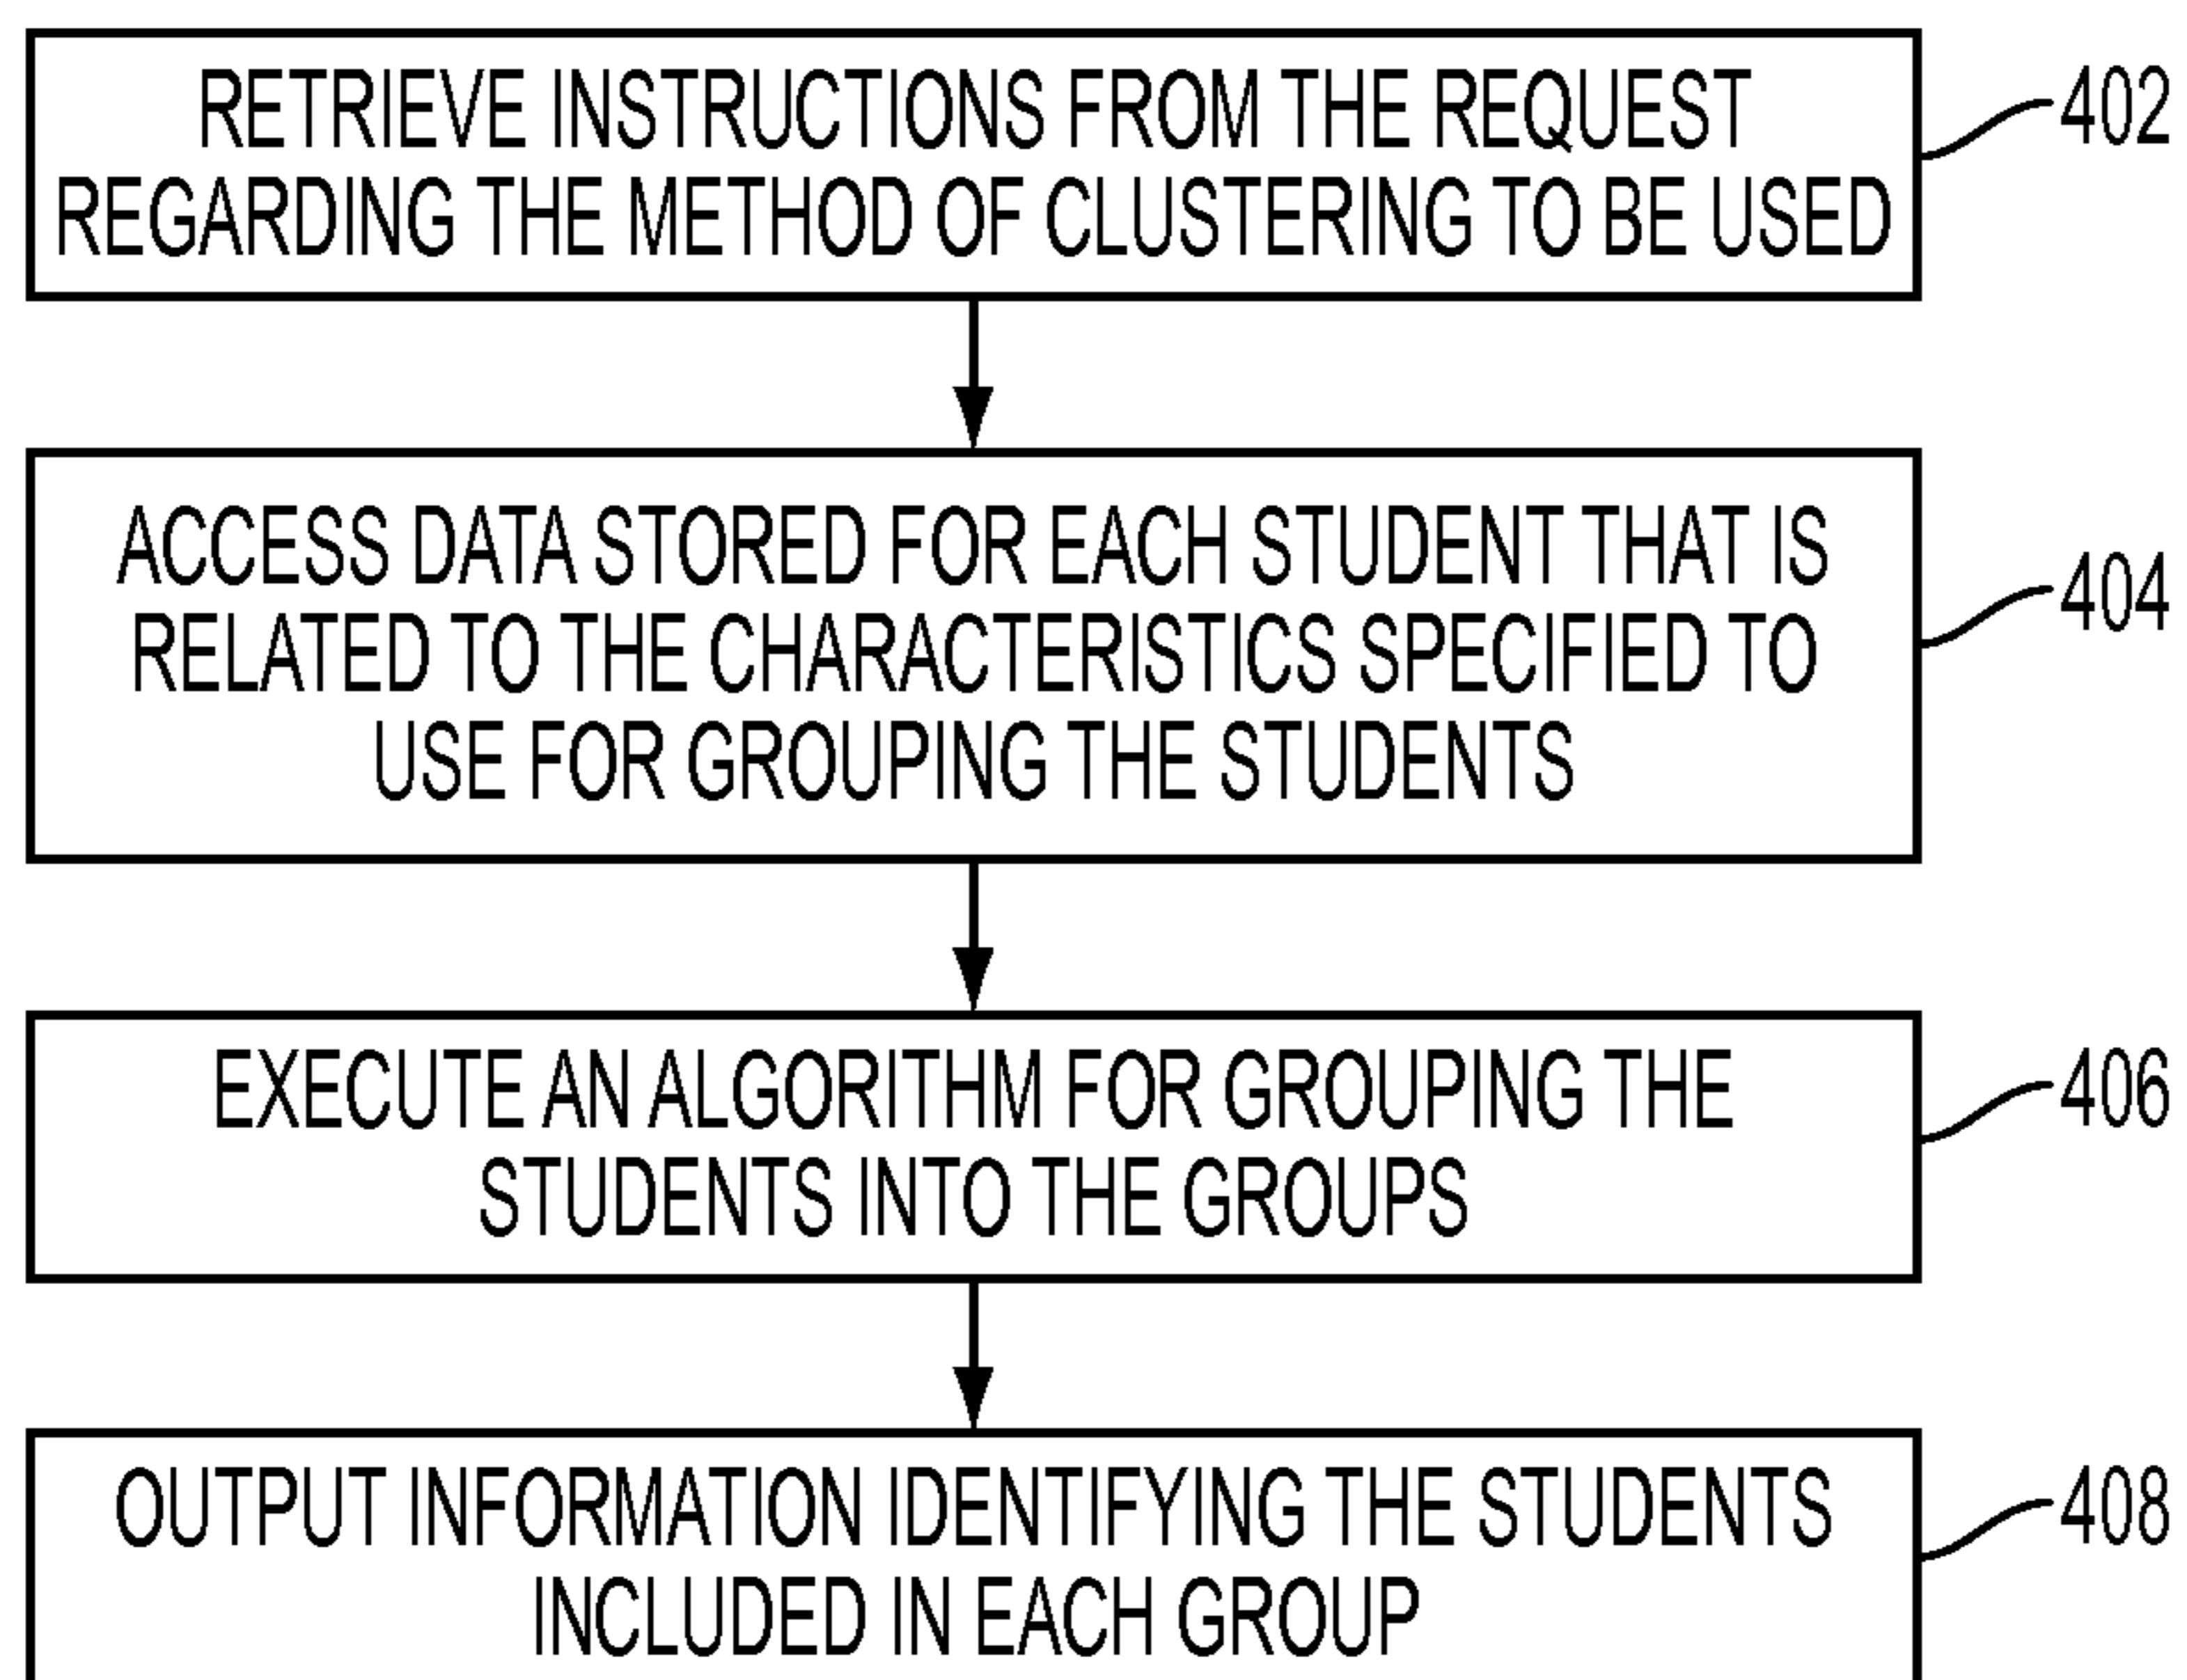 RETRIEVE INSTRUCTIONS FROM THE REQUEST
REGARDING THE METHOD OF CLUSTERING TO BE USED
402
ACCESS DATA STORED FOR EACH STUDENT THAT IS
RELATED TO THE CHARACTERISTICS SPECIFIED TO
USE FOR GROUPING THE STUDENTS
404
EXECUTE AN ALGORITHM FOR GROUPING THE
STUDENTS INTO THE GROUPS
406
OUTPUT INFORMATION IDENTIFYING THE STUDENTS
INCLUDED IN EACH GROUP
408